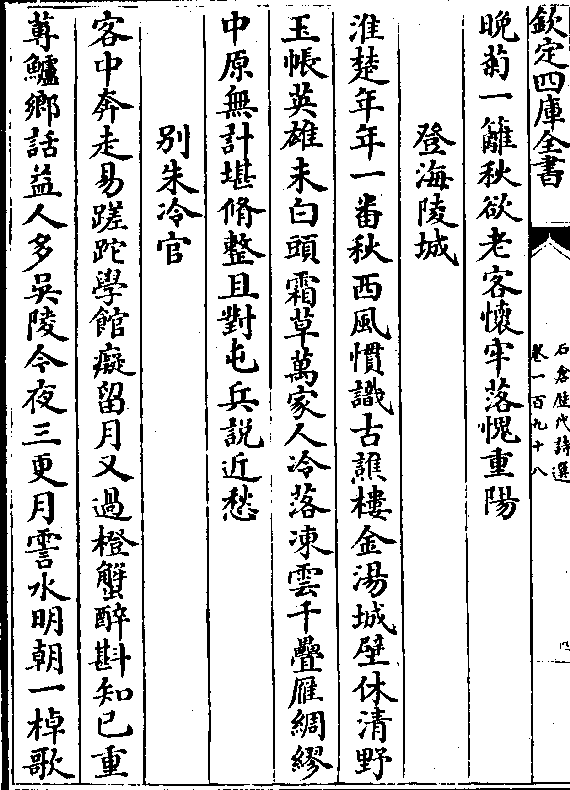 欽定四庫全書
石倉歷代詩選
卷一百九十八
四
晚菊一籬秋欲老客懷牢落愧重陽
登海陵城
淮楚年年一番秋西風慣識古譙樓金湯城壁休清野
玉帳英雄未白頭霜草萬家人冷落凍雲千疊雁綢繆
中原無計堪脩整且對屯兵説近愁
别朱冷官
客中奔走易蹉跎學館癡留月又過橙蟹醉斟知已重
蓴鱸鄉話益人多吳陵今夜三更月霅水明朝一棹歌